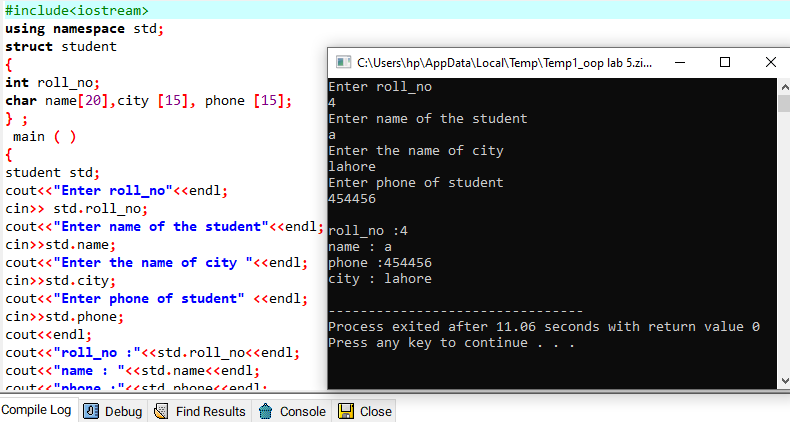 #include<iostream>
using namespace std;
struct student
{
int roll_no;
char name[20],city [15], phone [15];
} ;
main ( )
{
student std;
cout<<"Enter roll_no"<<endl;
cin>> std.roll_no;
cout<<"Enter name of the student"<<endl;
cin>>std.name;
cout<<"Enter the name of city "<<endl;
cin>>std.city;
cout<<"Enter phone of student" <<endl;
cin>>std.phone;
cout<<endl;
cout<<"roll_no :"<<std.roll_no<<endl;
cout<<"name : "<<std.name<<endl;
cout<<"phone :"<<std.phone<<endl;
C:\Users\hp\AppData\Local\Temp\Temp1_oop lab 5.zi...
Enter roll_no
4
Enter name of the student
a
Enter the name of city
lahore
Enter phone of student
454456
roll_no :4
name : a
phone :454456
city : lahore
--------------------------------
Process exited after 11.06 seconds with return value 0
Press any key to continue . . .
Compile Log Debug Find Results Console Close